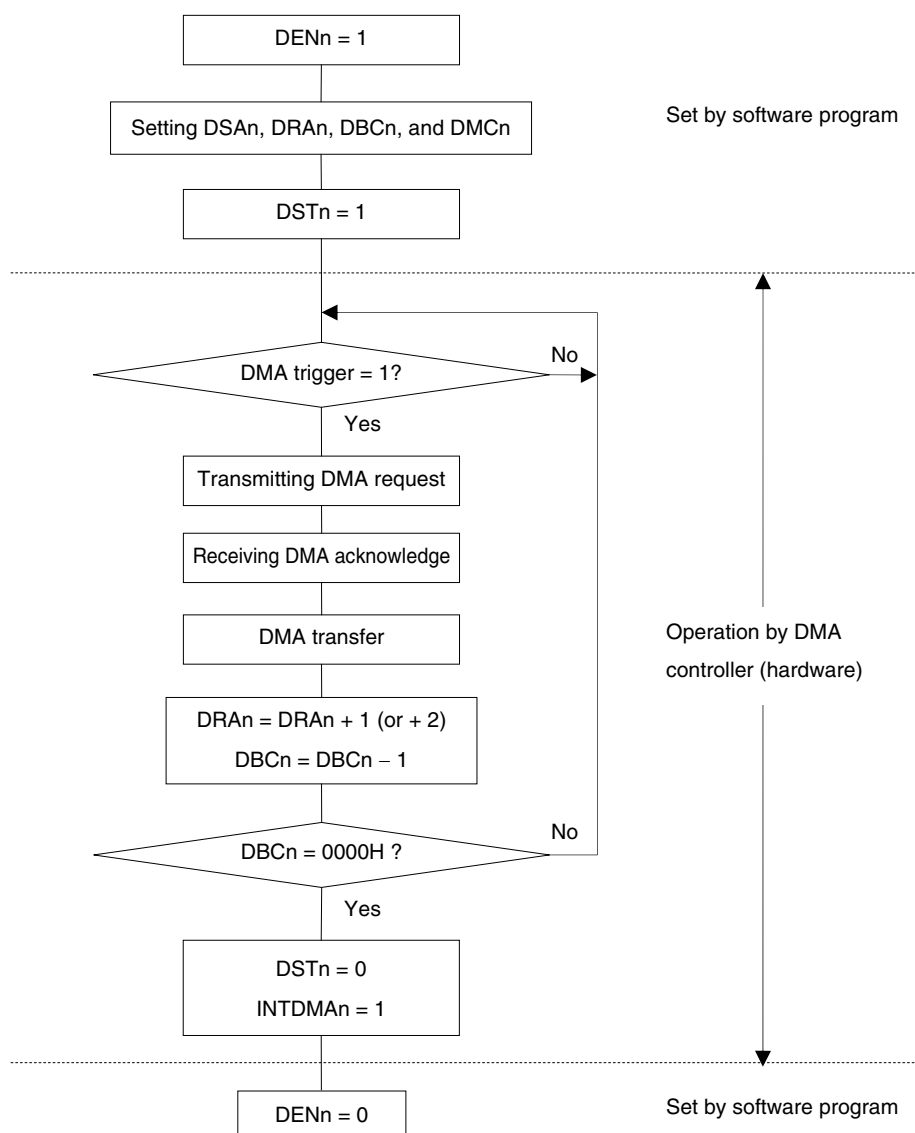 DENn = 1
Setting DSAn, DRAn, DBCn, and DMCn
Set by software program
DSTn = 1
DMA trigger = 1?
No
Yes
Transmitting DMA request
Receiving DMA acknowledge
DMA transfer
Operation by DMA
controller (hardware)
DRAn = DRAn + 1 (or + 2)
DBCn = DBCn − 1
DBCn = 0000H ?
No
Yes
DSTn = 0
INTDMAn = 1
DENn = 0
Set by software program